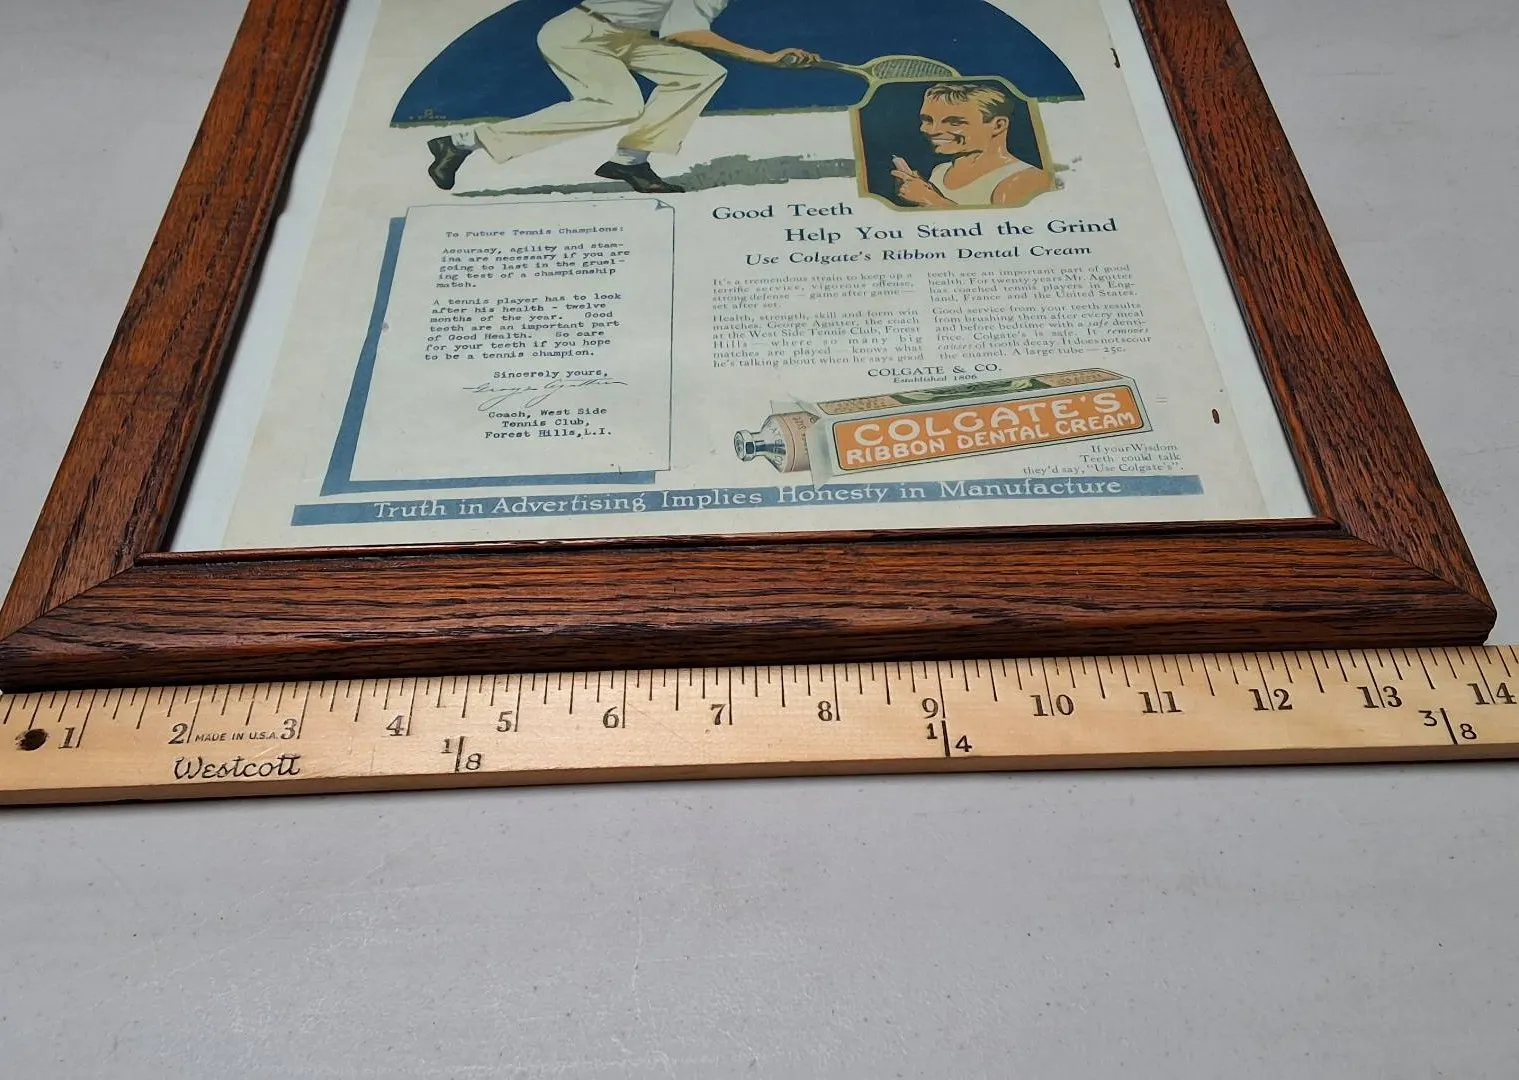 To Future Tennis Champions:
Accuracy, agility and stam-
ina are necessary if you are
going to last in the gruel-
ing test of a championship
match.
A tennis player has to look
after his health - twelve
months of the year. Good
teeth are an important part
of Good Health. So care
for your teeth if you hope
to be a tennis champion.
Sincerely yours,
George Agutter
Coach, West Side
Tennis Club,
Forest Hills, L.I.
Good Teeth
Help You Stand the Grind
Use Colgate's Ribbon Dental Cream
It's a tremendous strain to keep up a
terrific service, vigorous offense,
strong defense — game after game —
set after set.
Health, strength, skill and form win
matches. George Agutter, the coach
at the West Side Tennis Club, Forest
Hills — where so many big
matches are played — knows what
he's talking about when he says good
teeth are an important part of good
health. For twenty years Mr. Agutter
has coached tennis players in Eng-
land, France and the United States.
Good service from your teeth results
from brushing them after every meal
and before bedtime with a safe denti-
frice. Colgate's is safe. It removes
causes of tooth decay. It does not scour
the enamel. A large tube — 25c.
COLGATE & CO.
Established 1806
COLGATE'S
RIBBON DENTAL CREAM
If your Wisdom
Teeth could talk
they'd say, "Use Colgate's".
Truth in Advertising Implies Honesty in Manufacture
1 2 MADE IN U.S.A. 3 4 5 6 7 8 9 10 11 12 13 14
Westcott 1/8 1/4 3/8